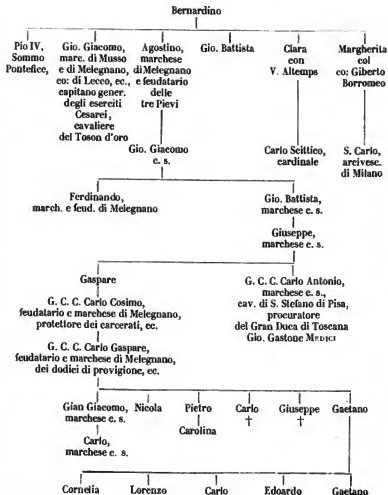 Bernardino
Pio IV,
Sommo
Pontefice,
Gio. Giacomo,
marc. di Musso
e di Melegnano,
co: di Lecco, ec.,
capitano gener.
degli eserciti
Cesarei,
cavaliere
del Toson d'oro
Agostino,
marchese
di Melegnano
e feudatario
delle
tre Pievi
Gio. Battista
Clara
con
V. Altemps
Margherita
col
co: Giberto
Borromeo
Gio. Giacomo
c. s.
Carlo Scittico,
cardinale
S. Carlo,
arcivesc.
di Milano
Ferdinando,
march. e feud. di Melegnano
Gio. Battista,
marchese c. s.
Giuseppe,
marchese c. s.
Gaspare
G. C. C. Carlo Cosimo,
feudatario e marchese di Melegnano,
protettore dei carcerati, ec.
G. C. C. Carlo Gaspare,
feudatario e marchese di Melegnano,
dei dodici di provigione, ec.
G. C. C. Carlo Antonio,
marchese c. s.,
cav. di S. Stefano di Pisa,
procuratore
del Gran Duca di Toscana
Gio. Gastone MEDICI
Gian Giacomo,
marchese c. s.
Nicola
Pietro
Carlo
†
Giuseppe
†
Gaetano
Carlo,
marchese c. s.
Carolina
Cornelia
Lorenzo
Carlo
Edoardo
Gaetano